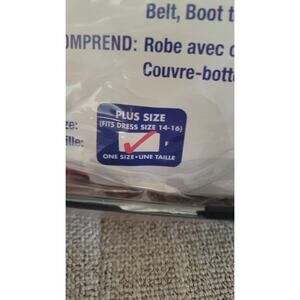 Belt, Boot t
OMPREND: Robe avec c
Couvre-bott
PLUS SIZE
(FITS DRESS SIZE 14-16)
ze:
F
ille:
ONE SIZE • UNE TAILLE